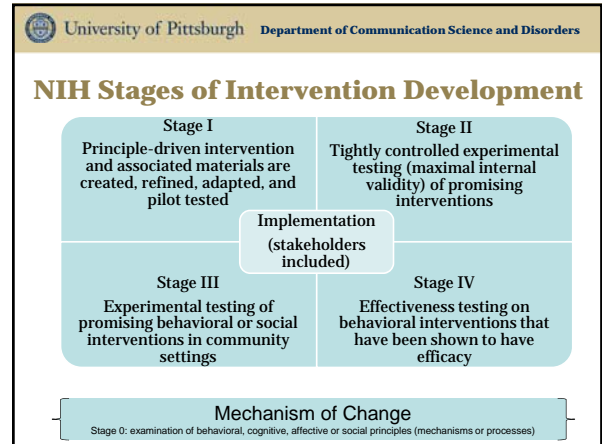 University of Pittsburgh Department of Communication Science and Disorders
NIH Stages of Intervention Development
Stage I
Principle-driven intervention
and associated materials are
created, refined, adapted, and
pilot tested
Stage II
Tightly controlled experimental
testing (maximal internal
validity) of promising
interventions
Implementation
(stakeholders
included)
Stage III
Experimental testing of
promising behavioral or social
interventions in community
settings
Stage IV
Effectiveness testing on
behavioral interventions that
have been shown to have
efficacy
Mechanism of Change
Stage 0: examination of behavioral, cognitive, affective or social principles (mechanisms or processes)